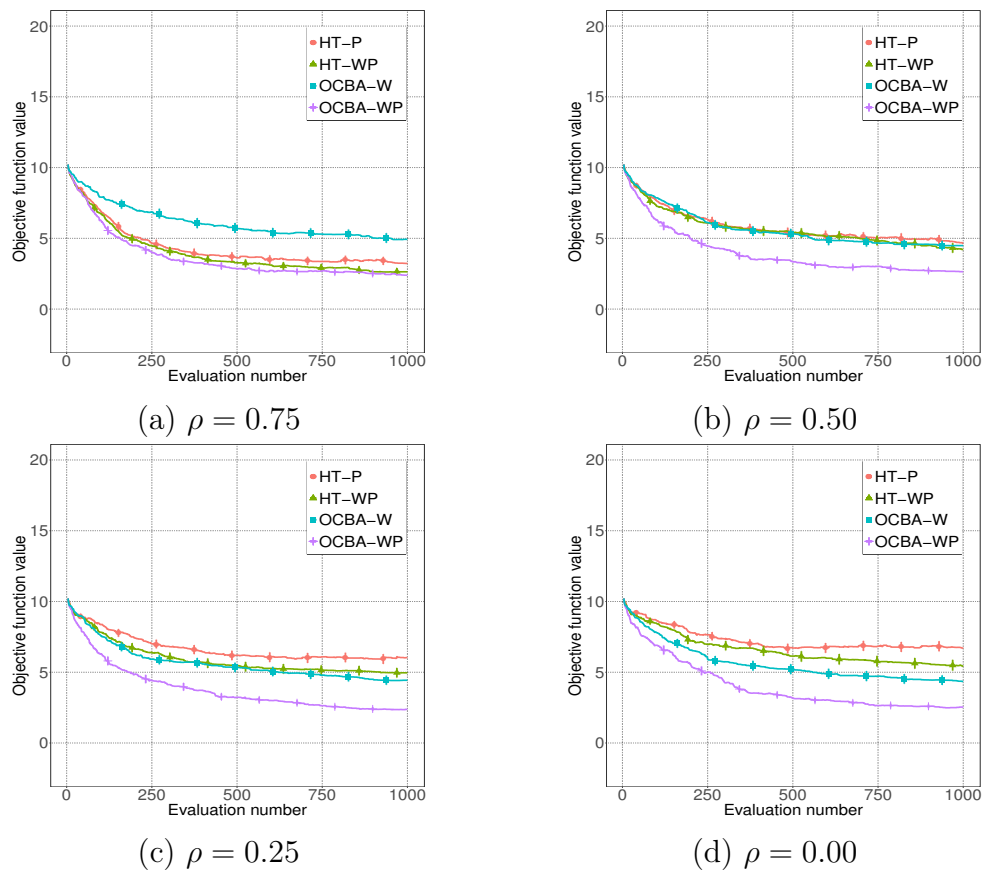 20
15
10
5
0
Objective function value
HT-P
HT-WP
OCBA-W
OCBA-WP
0 250 500 750 1000
Evaluation number
(a) ρ = 0.75
20
15
10
5
0
Objective function value
HT-P
HT-WP
OCBA-W
OCBA-WP
0 250 500 750 1000
Evaluation number
(b) ρ = 0.50
20
15
10
5
0
Objective function value
HT-P
HT-WP
OCBA-W
OCBA-WP
0 250 500 750 1000
Evaluation number
(c) ρ = 0.25
20
15
10
5
0
Objective function value
HT-P
HT-WP
OCBA-W
OCBA-WP
0 250 500 750 1000
Evaluation number
(d) ρ = 0.00